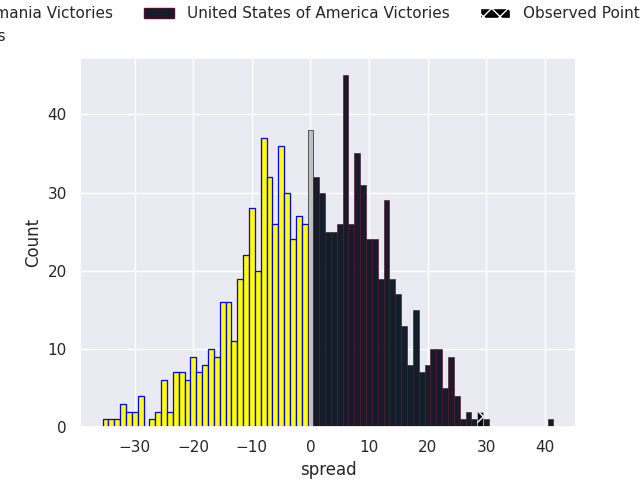 mania Victories United States of America Victories Observed Point
s
40
30
20
10
0
Count
−30 −20 −10 0 10 20 30 40
spread